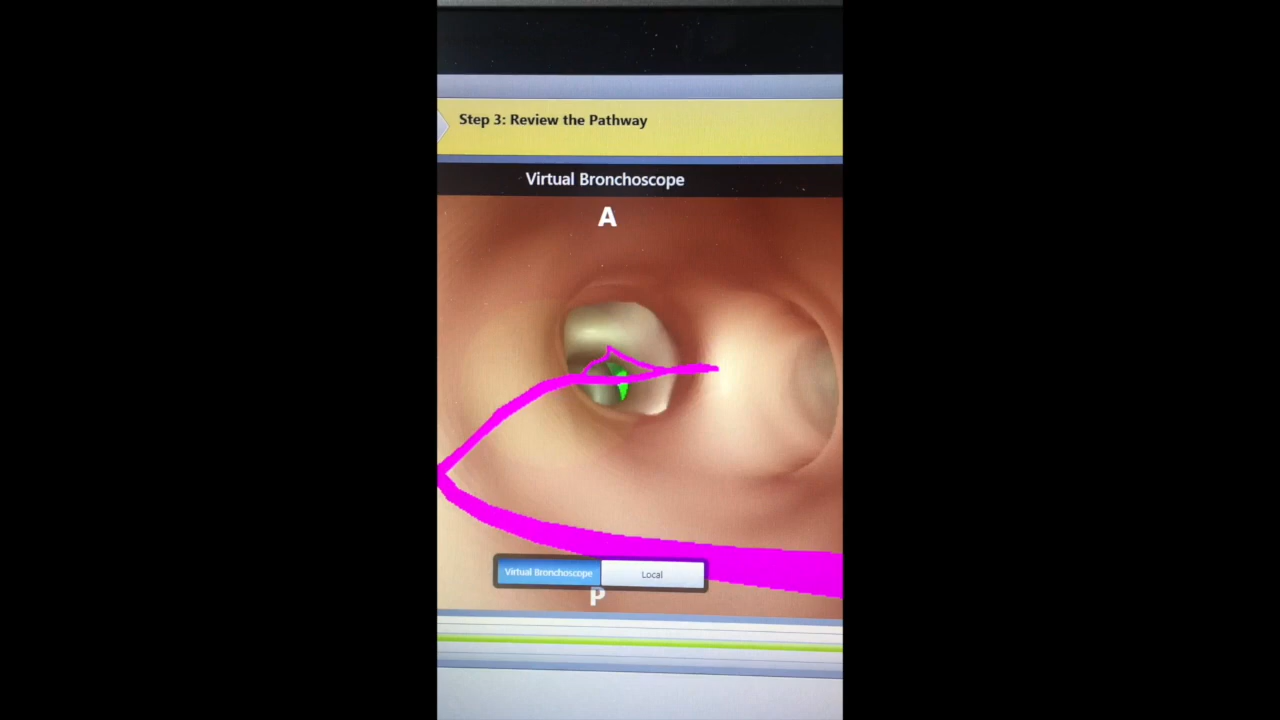 Step 3: Review the Pathway
Virtual Bronchoscope
A
Virtual Bronchoscope
Local
P